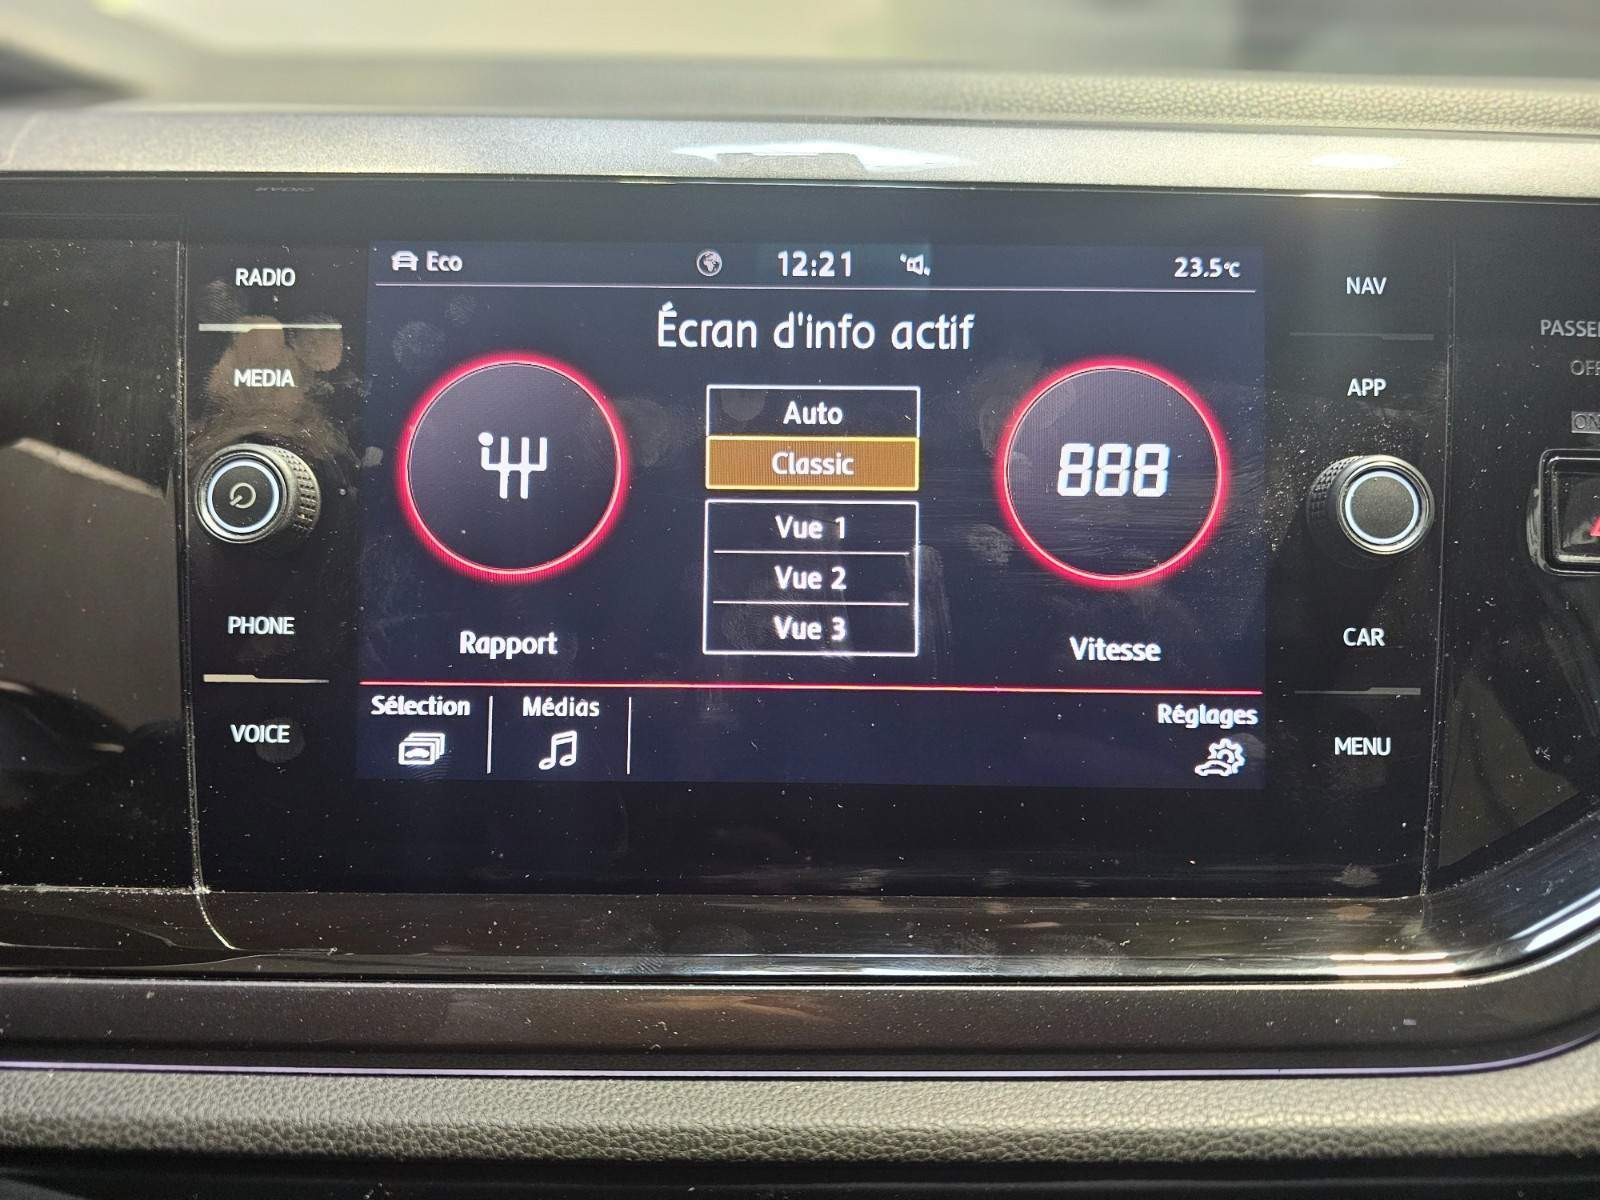 RADIO
MEDIA
PHONE
VOICE
Eco
12:21
23.5°C
Écran d'info actif
Auto
Classic
Vue 1
Vue 2
Vue 3
888
Rapport
Vitesse
Sélection
Médias
Réglages
NAV
APP
CAR
MENU